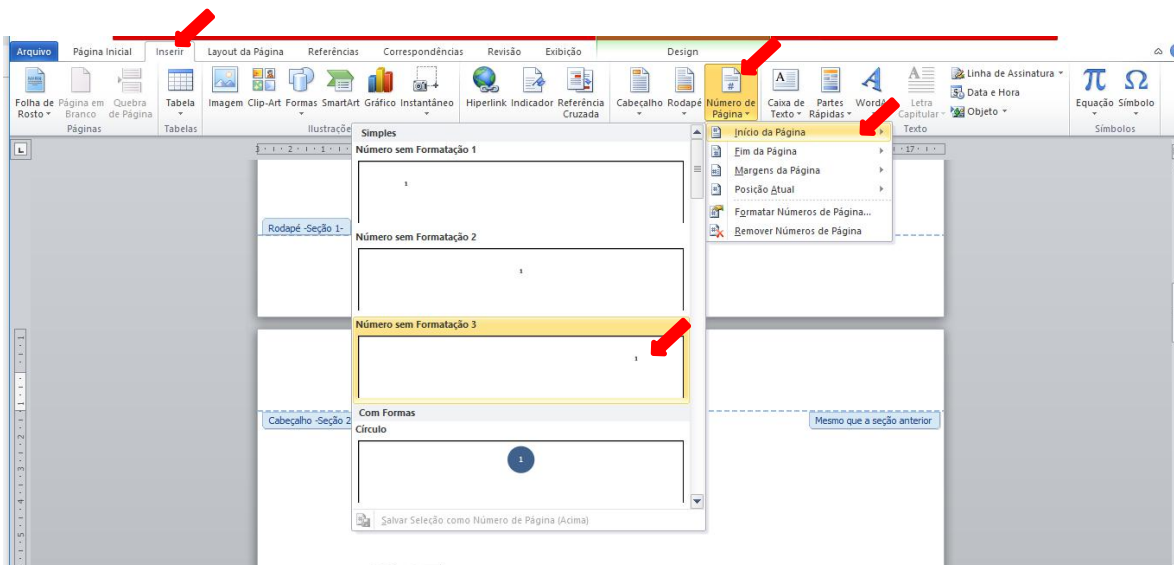 Arquivo Página Inicial Inserir Layout da Página Referências Correspondências Revisão Exibição Design
Folha de Rosto
Página em Branco
Quebra de Página
Tabela
Imagem
Clip-Art
Formas
SmartArt
Gráfico
Instantâneo
Hiperlink
Indicador
Referência Cruzada
Cabeçalho
Rodapé
Número de Página
Caixa de Texto
Partes Rápidas
Letra Capitular
Linha de Assinatura
Data e Hora
Objeto
Equação
Símbolo
Páginas
Tabelas
Texto
Símbolos
Início da Página
Fim da Página
Margens da Página
Posição Atual
Formatar Números de Página...
Remover Números de Página
Simples
Número sem Formatação 1
1
Rodapé -Seção 1-
Número sem Formatação 2
1
Número sem Formatação 3
1
Com Formas
Cabeçalho -Seção 2
Mesmo que a seção anterior
Círculo
1
Salvar Seleção como Número de Página (Acima)